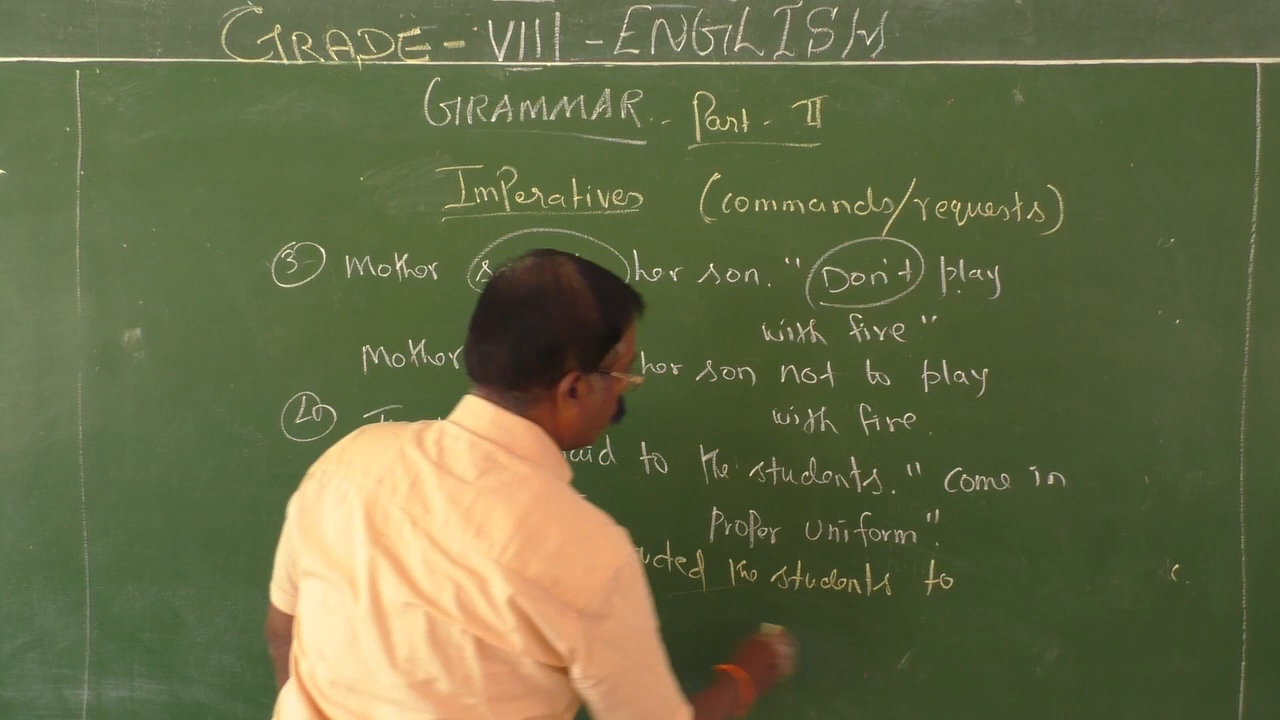 GRADE - VIII - ENGLISH
GRAMMAR - Part - II
Imperatives (commands/requests)
3 Mother her son. " Don't play
with fire"
Mother her son not to play
with fire.
said to the students. " come in
proper uniform".
the students to